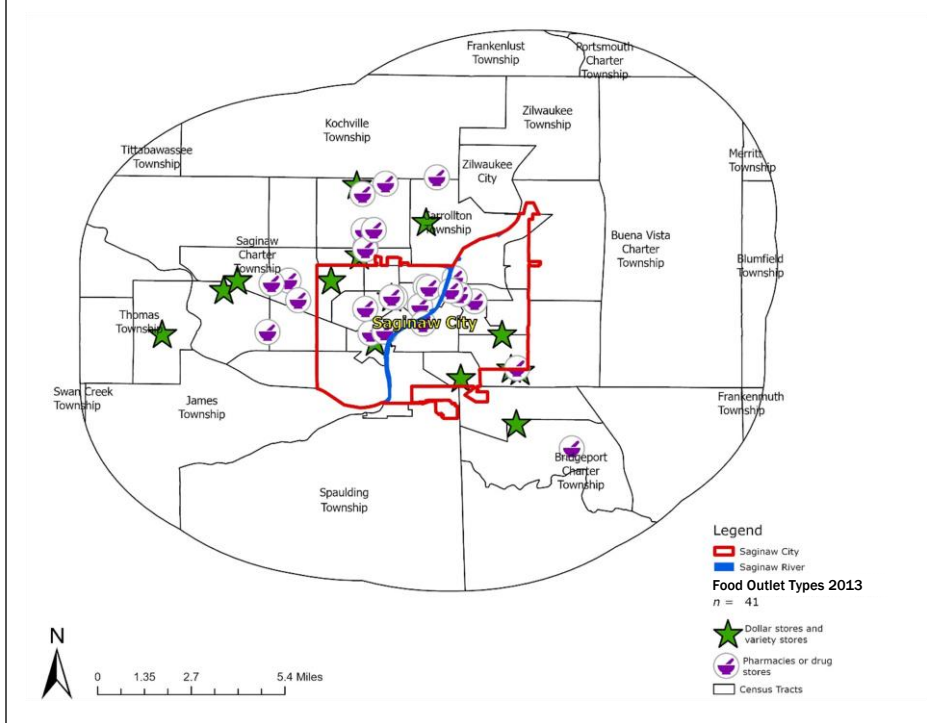 Frankenlust
Township
Portsmouth
Charter
Township
Kochville
Township
Zilwaukee
Township
Tittabawassee
Township
Zilwaukee
City
Merritt
Township
Carrollton
Township
Saginaw
Charter
Township
Buena Vista
Charter
Township
Blumfield
Township
Thomas
Township
Saginaw City
Swan Creek
Township
James
Township
Frankenmuth
Township
Bridgeport
Charter
Township
Spaulding
Township
Legend
Saginaw City
Saginaw River
Food Outlet Types 2013
n = 41
Dollar stores and
variety stores
Pharmacies or drug
stores
Census Tracts
N
0 1.35 2.7 5.4 Miles